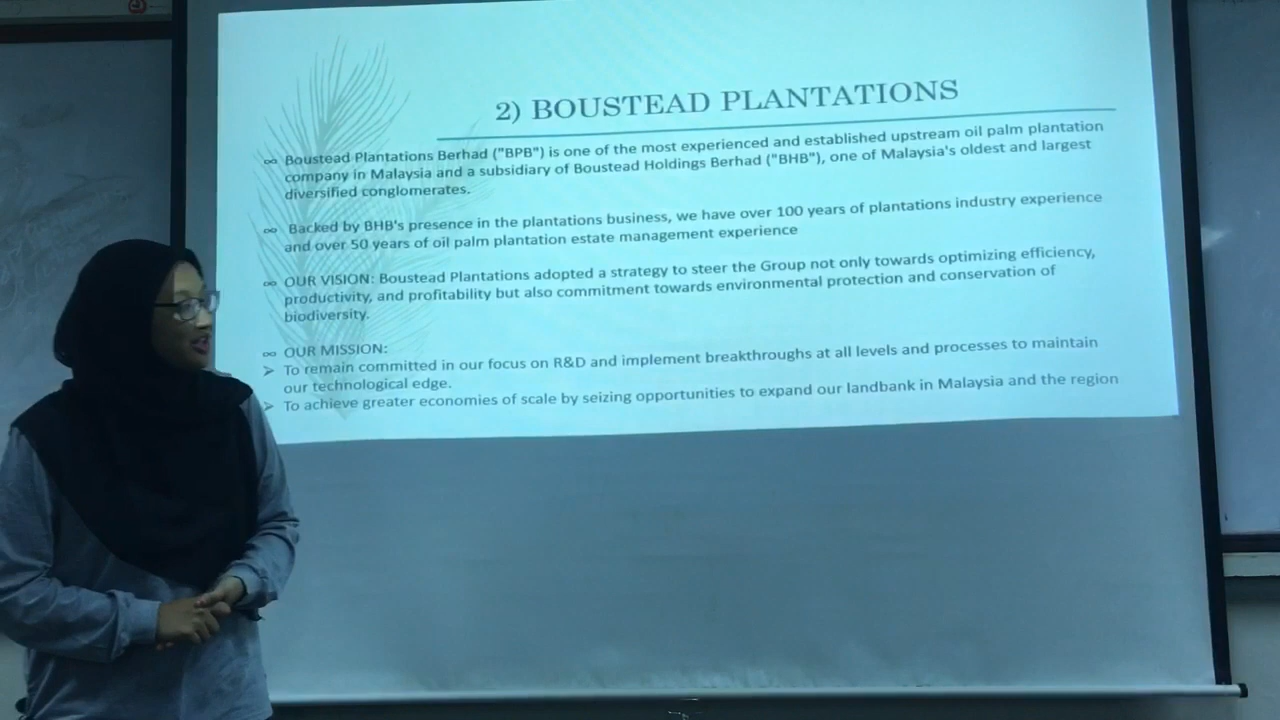 2) BOUSTEAD PLANTATIONS
∞ Boustead Plantations Berhad ("BPB") is one of the most experienced and established upstream oil palm plantation
company in Malaysia and a subsidiary of Boustead Holdings Berhad ("BHB"), one of Malaysia's oldest and largest
diversified conglomerates.
∞ Backed by BHB's presence in the plantations business, we have over 100 years of plantations industry experience
and over 50 years of oil palm plantation estate management experience
∞ OUR VISION: Boustead Plantations adopted a strategy to steer the Group not only towards optimizing efficiency,
productivity, and profitability but also commitment towards environmental protection and conservation of
biodiversity.
∞ OUR MISSION:
➢ To remain committed in our focus on R&D and implement breakthroughs at all levels and processes to maintain
our technological edge.
➢ To achieve greater economies of scale by seizing opportunities to expand our landbank in Malaysia and the region